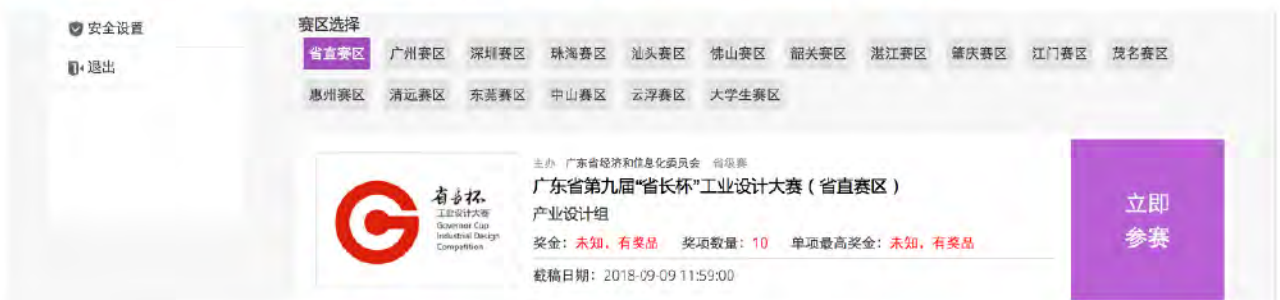 安全设置
退出
赛区选择
省直赛区 广州赛区 深圳赛区 珠海赛区 汕头赛区 佛山赛区 韶关赛区 湛江赛区 肇庆赛区 江门赛区 茂名赛区
惠州赛区 清远赛区 东莞赛区 中山赛区 云浮赛区 大学生赛区
省长杯
工业设计大赛
Governor Cup
Industrial Design
Competition
主办 广东省经济和信息化委员会 省级赛
广东省第九届“省长杯”工业设计大赛（省直赛区）
产业设计组
奖金：未知，有奖品 奖项数量：10 单项最高奖金：未知，有奖品
截稿日期：2018-09-09 11:59:00
立即
参赛